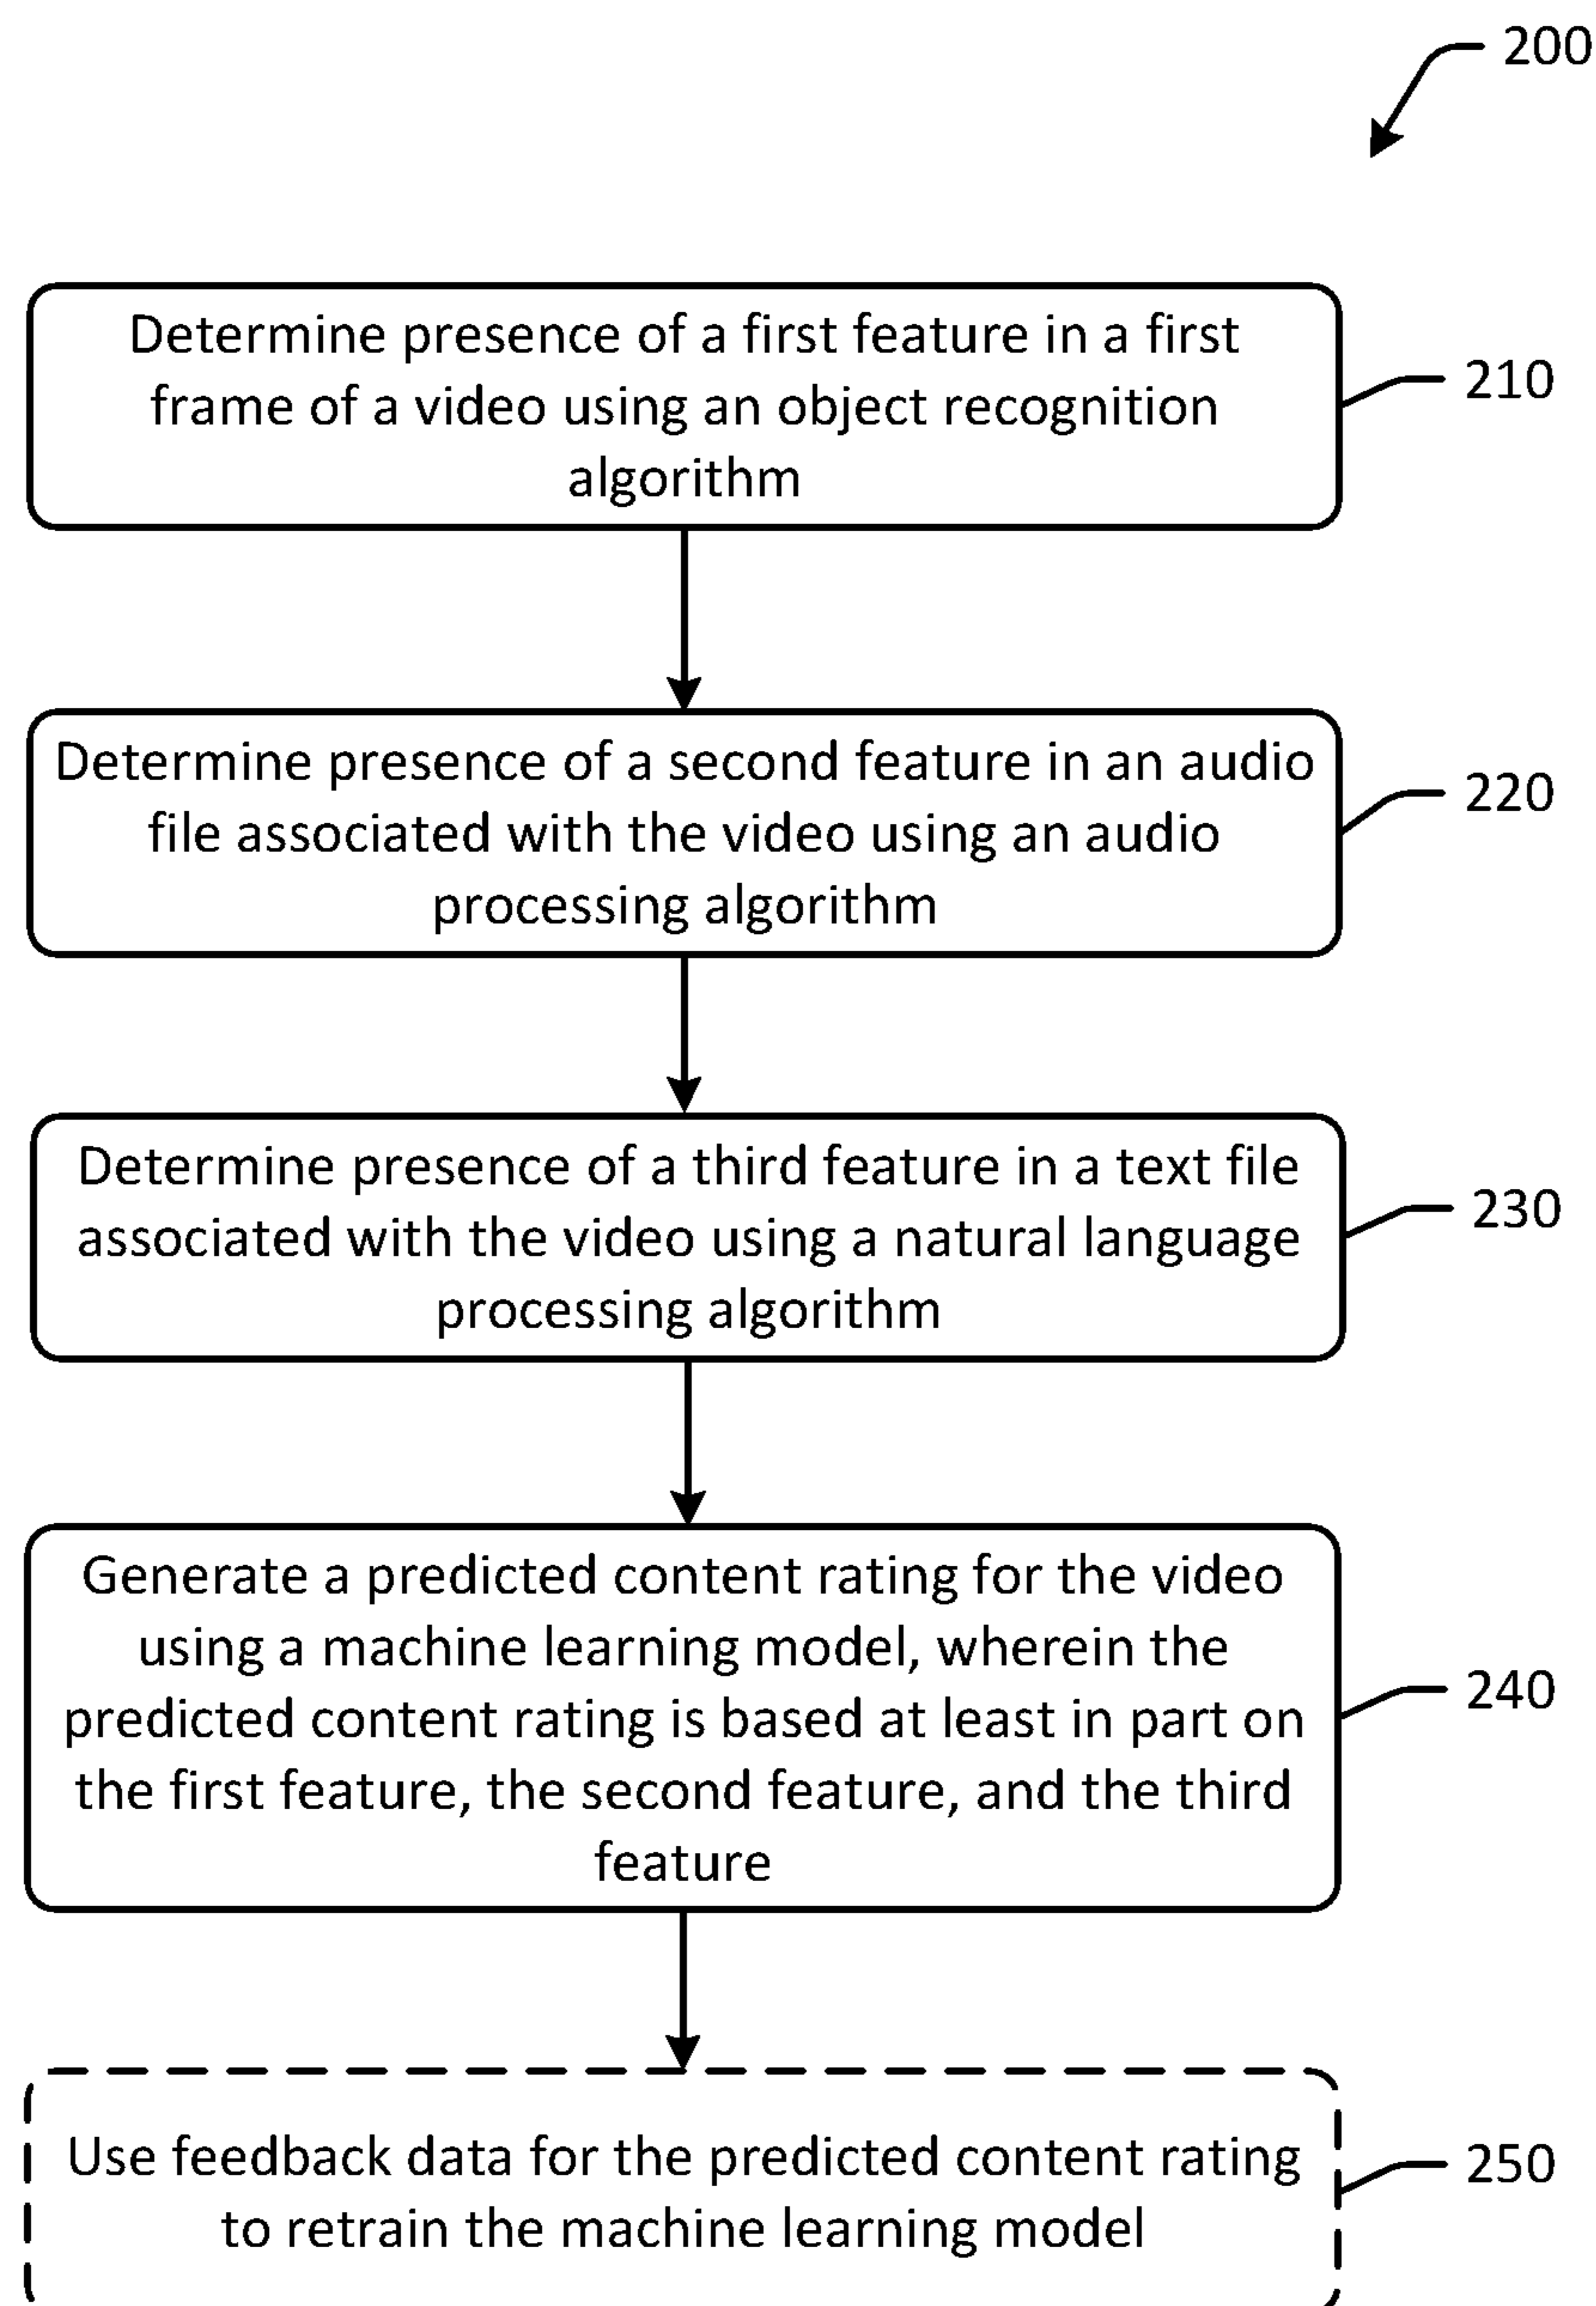 200
Determine presence of a first feature in a first
frame of a video using an object recognition
algorithm
210
Determine presence of a second feature in an audio
file associated with the video using an audio
processing algorithm
220
Determine presence of a third feature in a text file
associated with the video using a natural language
processing algorithm
230
Generate a predicted content rating for the video
using a machine learning model, wherein the
predicted content rating is based at least in part on
the first feature, the second feature, and the third
feature
240
Use feedback data for the predicted content rating
to retrain the machine learning model
250